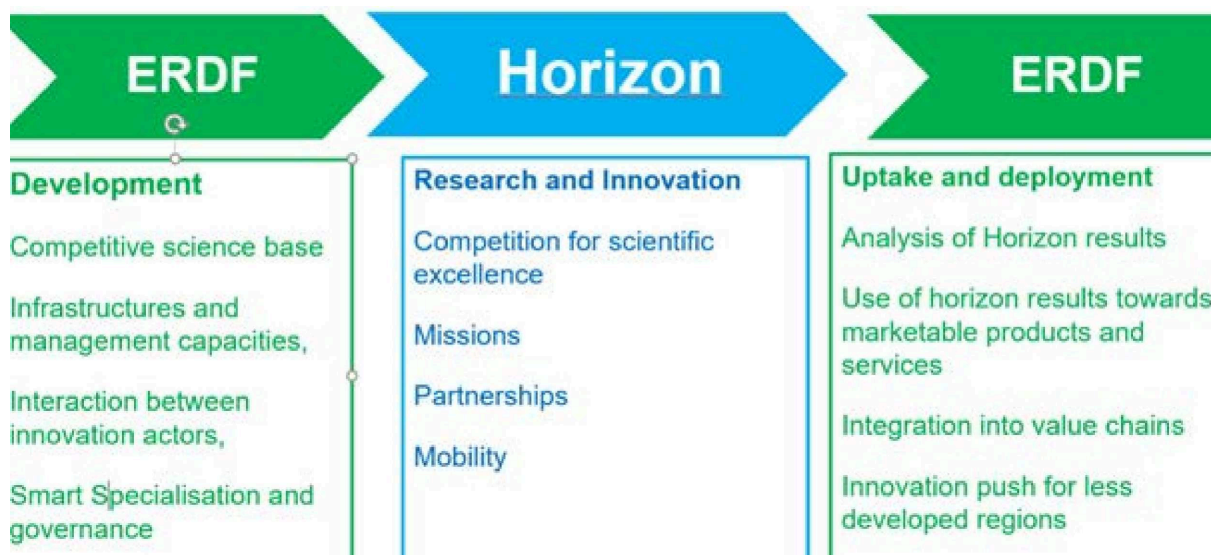 ERDF
Horizon
ERDF
Development
Competitive science base
Infrastructures and
management capacities,
Interaction between
innovation actors,
Smart Specialisation and
governance
Research and Innovation
Competition for scientific
excellence
Missions
Partnerships
Mobility
Uptake and deployment
Analysis of Horizon results
Use of horizon results towards
marketable products and
services
Integration into value chains
Innovation push for less
developed regions